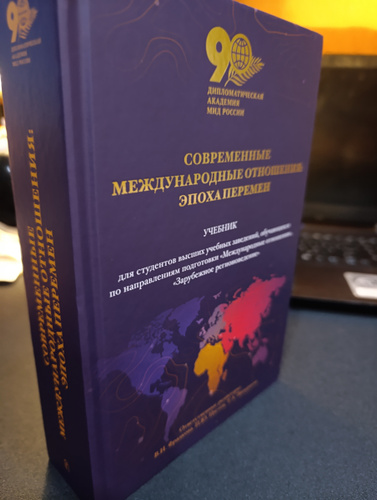 90
ДИПЛОМАТИЧЕСКАЯ
АКАДЕМИЯ
МИД РОССИИ
СОВРЕМЕННЫЕ
МЕЖДУНАРОДНЫЕ ОТНОШЕНИЯ:
ЭПОХА ПЕРЕМЕН
УЧЕБНИК
для студентов высших учебных заведений, обучающихся
по направлениям подготовки «Международные отношения»,
«Зарубежное регионоведение»
СОВРЕМЕННЫЕ
МЕЖДУНАРОДНЫЕ ОТНОШЕНИЯ:
ЭПОХА ПЕРЕМЕН